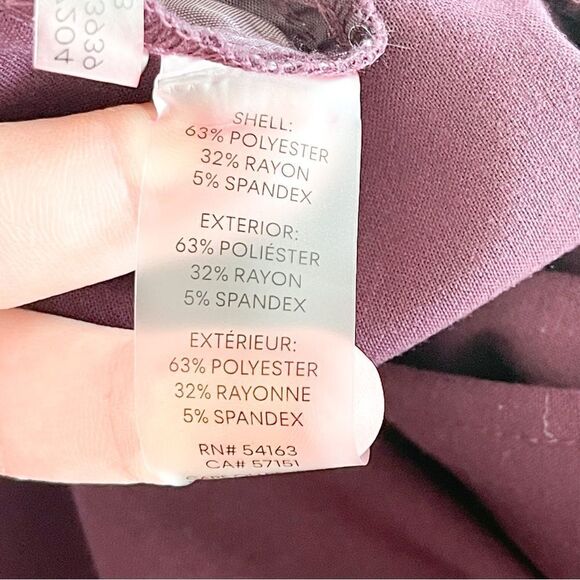 SHELL:
63% POLYESTER
32% RAYON
5% SPANDEX
EXTERIOR:
63% POLIÉSTER
32% RAYON
5% SPANDEX
EXTÉRIEUR:
63% POLYESTER
32% RAYONNE
5% SPANDEX
RN# 54163
CA# 57151